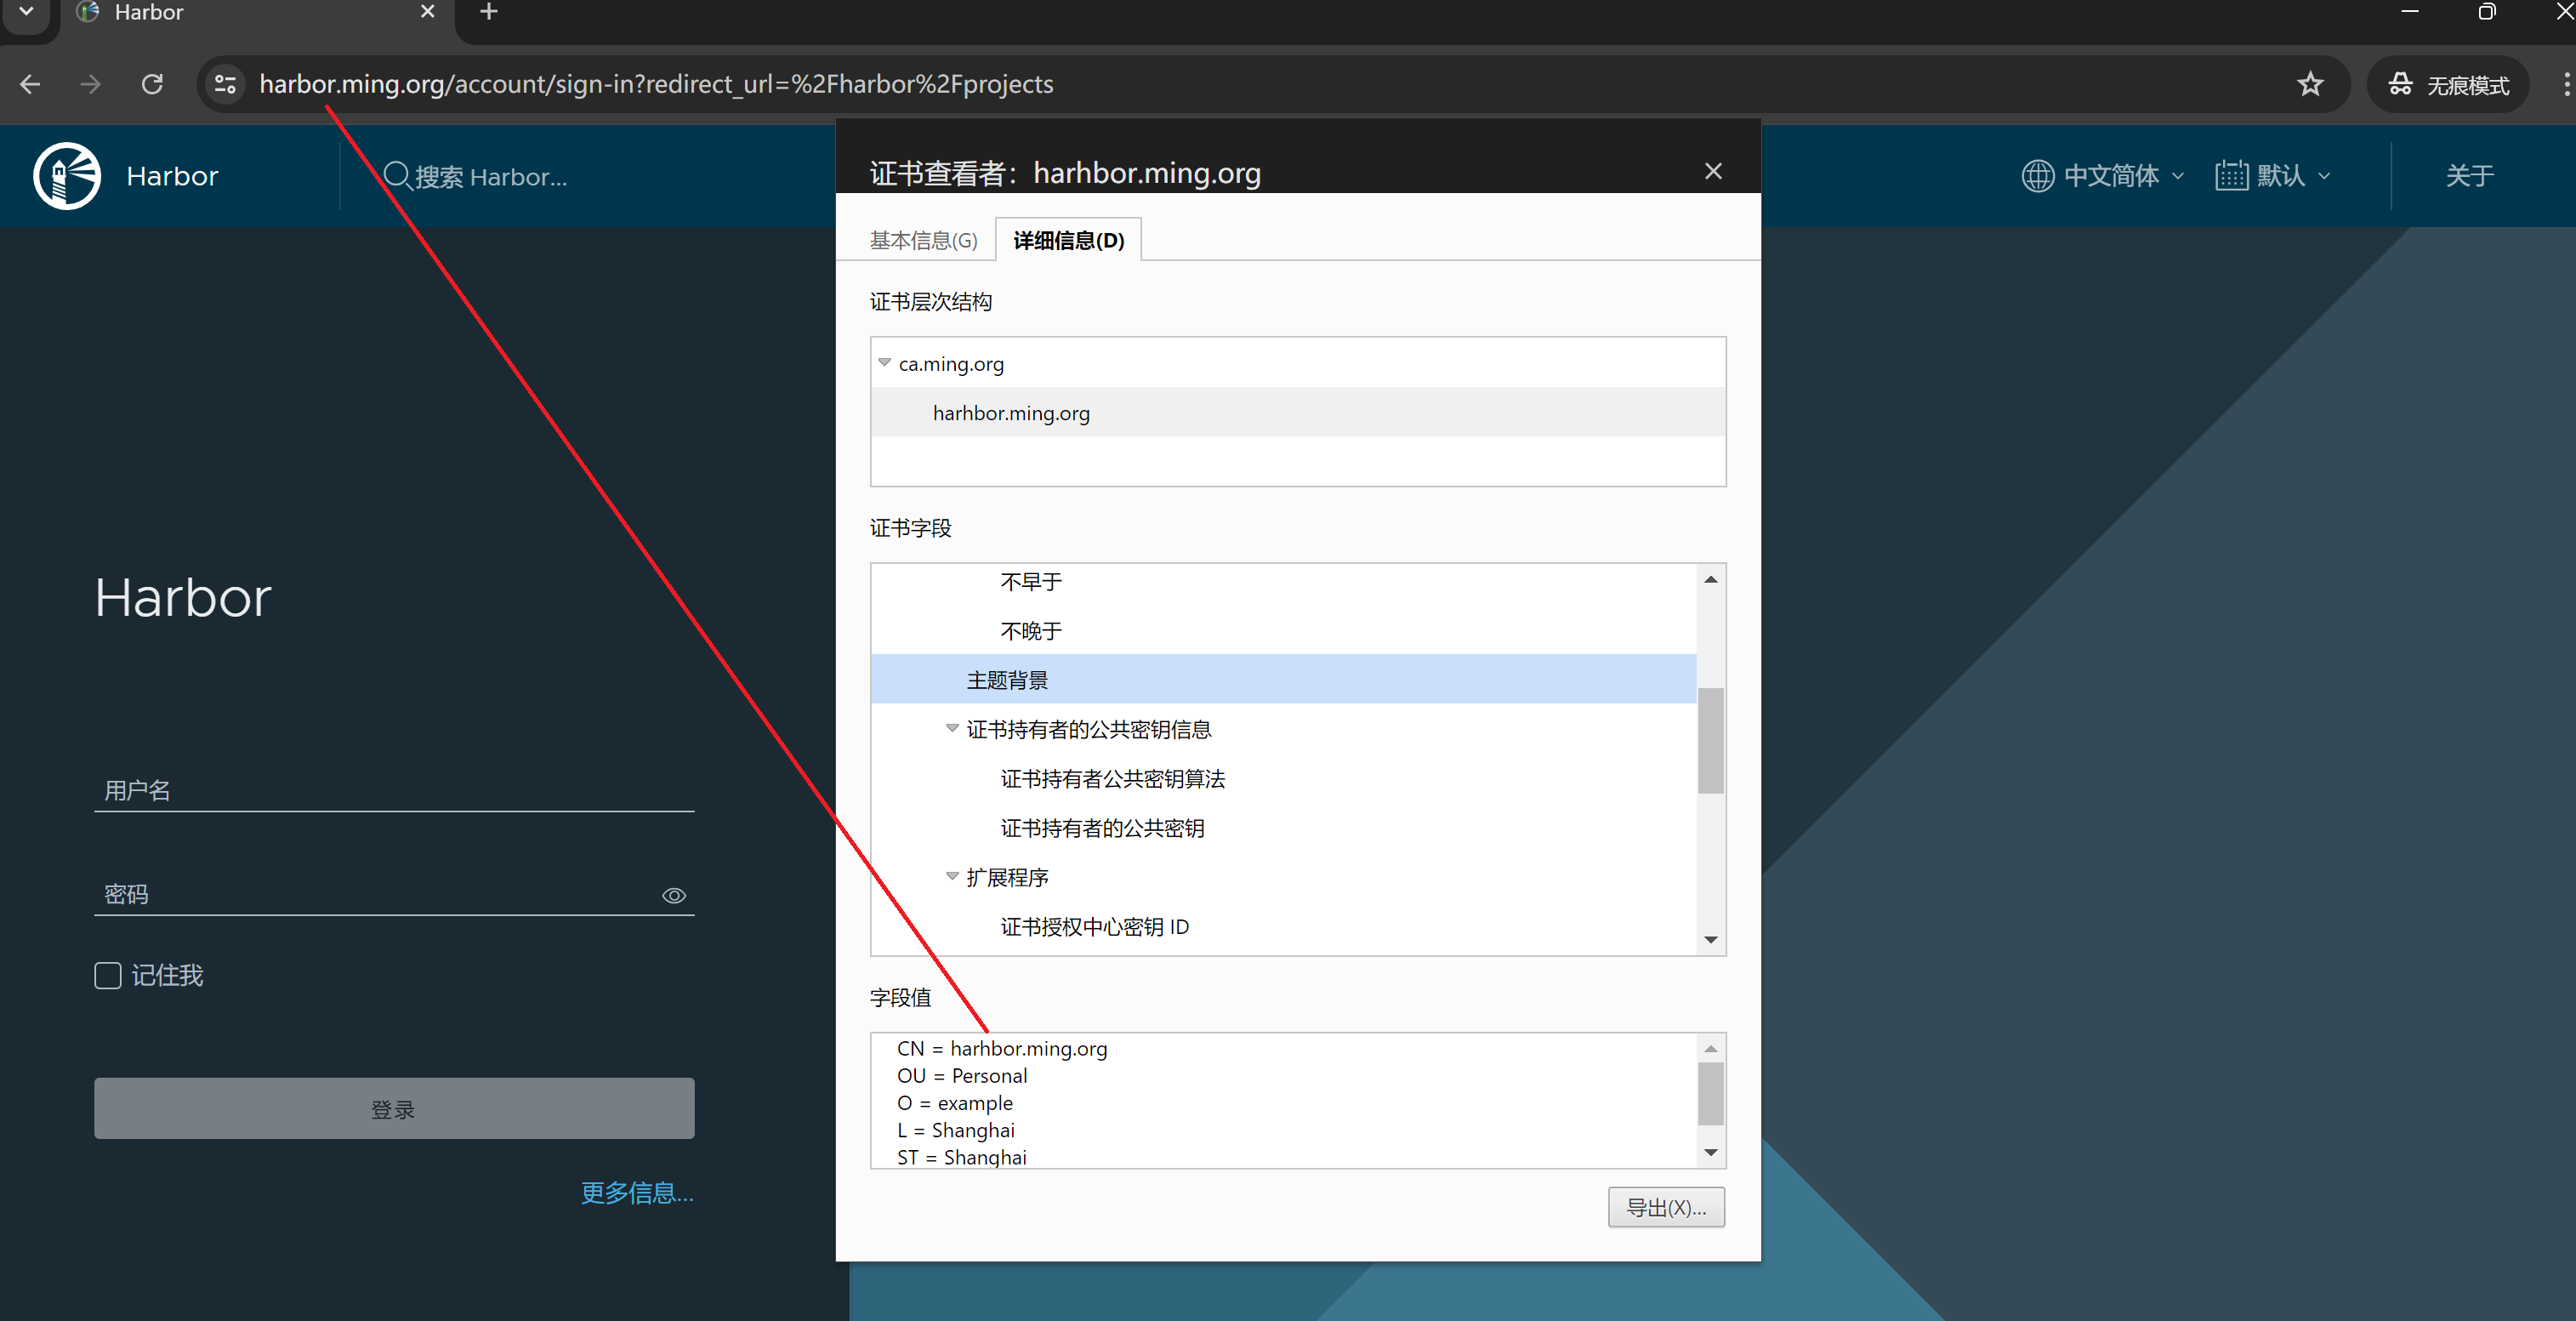 Harbor
harbor.ming.org/account/sign-in?redirect_url=%2Fharbor%2Fprojects
无痕模式
Harbor
搜索 Harbor...
中文简体
默认
关于
证书查看者：harhbor.ming.org
基本信息(G)
详细信息(D)
证书层次结构
ca.ming.org
harhbor.ming.org
证书字段
不早于
不晚于
主题背景
证书持有者的公共密钥信息
证书持有者公共密钥算法
证书持有者的公共密钥
扩展程序
证书授权中心密钥 ID
字段值
CN = harhbor.ming.org
OU = Personal
O = example
L = Shanghai
ST = Shanghai
导出(X)...
Harbor
用户名
密码
记住我
登录
更多信息...